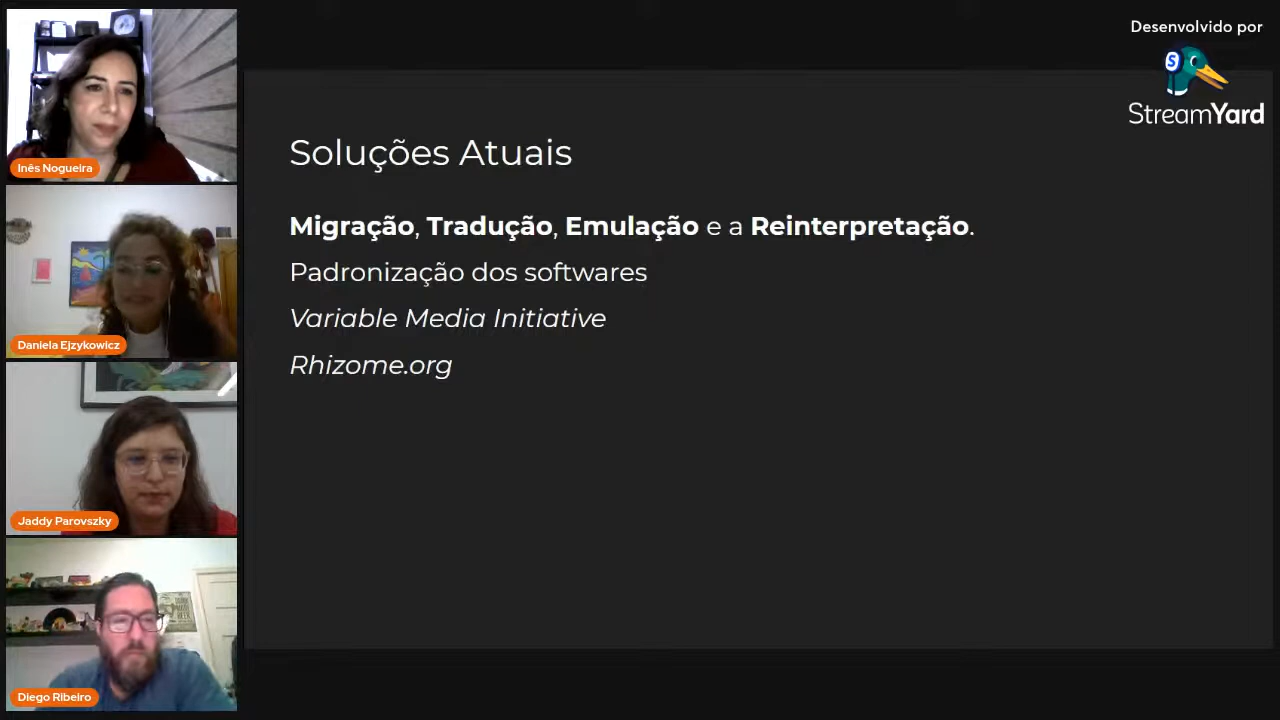 Desenvolvido por
StreamYard
Soluções Atuais
Migração, Tradução, Emulação e a Reinterpretação.
Padronização dos softwares
Variable Media Initiative
Rhizome.org
Inês Nogueira
Daniela Ejzykowicz
Jaddy Parovszky
Diego Ribeiro